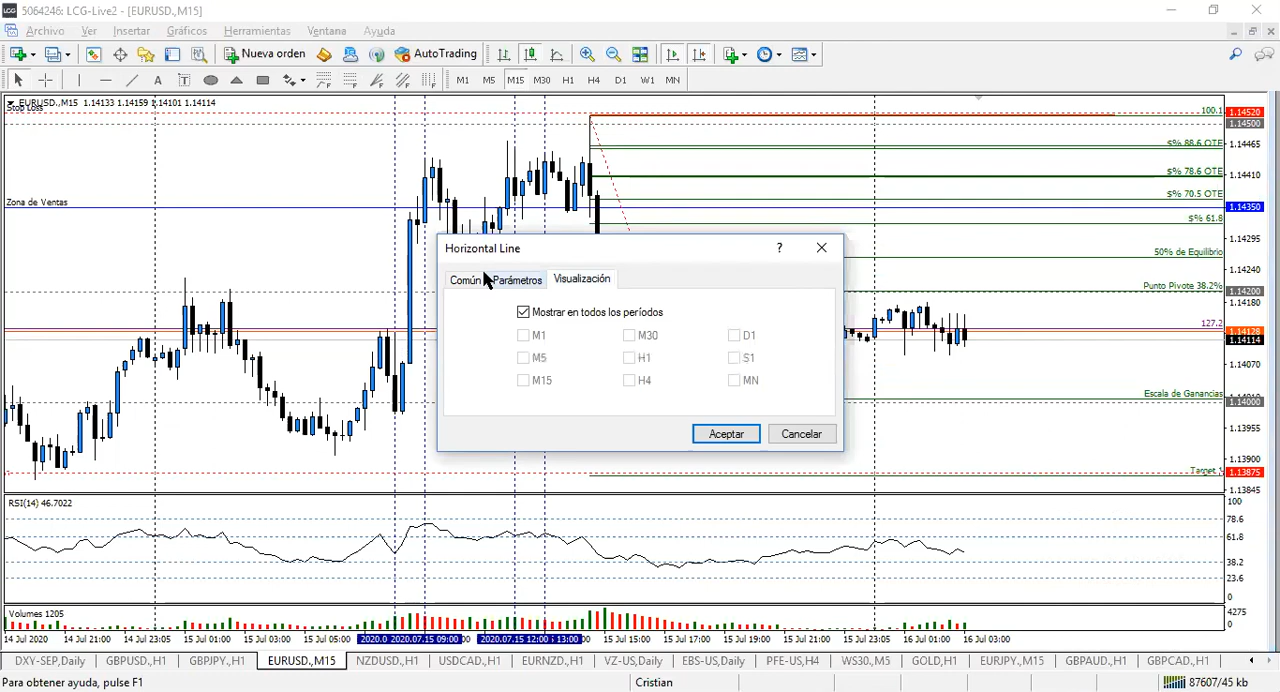 5064246: LCG-Live2 - [EURUSD.,M15]
Archivo Ver Insertar Gráficos Herramientas Ventana Ayuda
Nueva orden AutoTrading
M1 M5 M15 M30 H1 H4 D1 W1 MN
EURUSD.,M15 1.14133 1.14159 1.14101 1.14114
Stop Loss
100.1
1.14520
1.14500
$% 88.6 OTE
1.14465
$% 78.6 OTE
1.14410
$% 70.5 OTE
Zona de Ventas
1.14350
$% 61.8
1.14295
50% de Equilibrio
1.14240
Punto Pivote 38.2%
1.14200
1.14180
127.2
1.14128
1.14114
1.14070
Escala de Ganancias
1.14000
1.13955
1.13900
Target 1
1.13875
1.13845
Horizontal Line
?
Común Parámetros Visualización
Mostrar en todos los períodos
M1 M30 D1
M5 H1 S1
M15 H4 MN
Aceptar Cancelar
RSI(14) 46.7022
100
78.6
61.8
38.2
23.6
0
Volumes 1205
4275
0
14 Jul 2020 14 Jul 21:00 14 Jul 23:05 15 Jul 01:00 15 Jul 03:00 15 Jul 05:00 2020.0 2020.07.15 09:00 :00 2020.07.15 12:00 5 13:00 :00 15 Jul 15:00 15 Jul 17:00 15 Jul 19:00 15 Jul 21:00 15 Jul 23:05 16 Jul 01:00 16 Jul 03:00
DXY-SEP,Daily GBPUSD.,H1 GBPJPY.,H1 EURUSD.,M15 NZDUSD.,H1 USDCAD.,H1 EURNZD.,H1 VZ-US,Daily EBS-US,Daily PFE-US,H4 WS30.,M5 GOLD,H1 EURJPY.,M15 GBPAUD.,H1 GBPCAD.,H1
Para obtener ayuda, pulse F1
Cristian
87607/45 kb